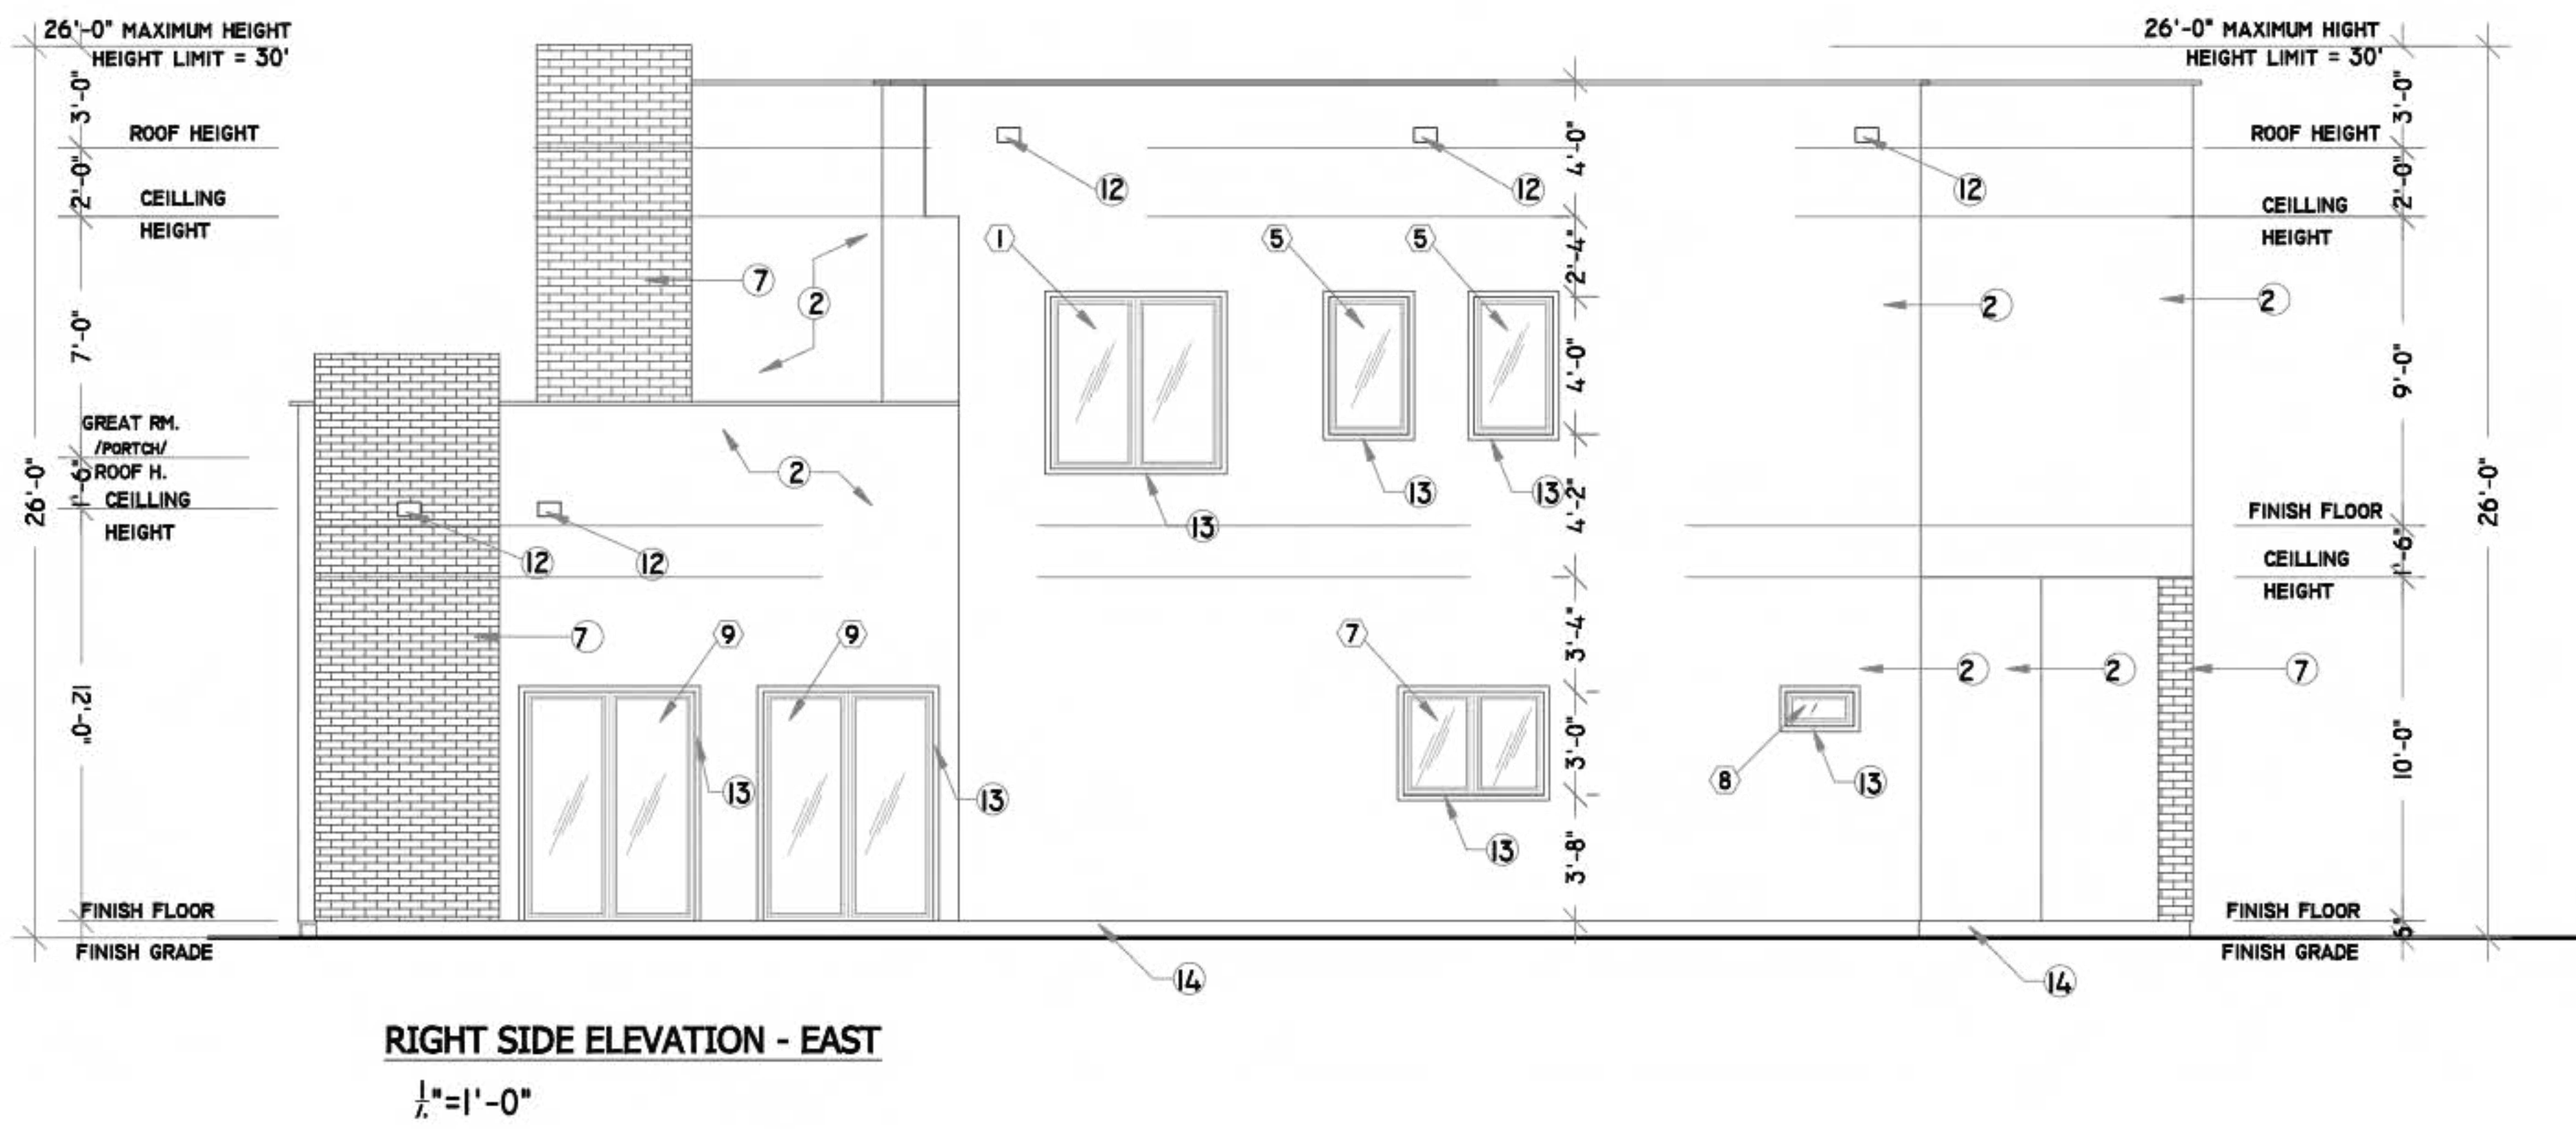 26'-0" MAXIMUM HEIGHT
HEIGHT LIMIT = 30'
26'-0" MAXIMUM HIGHT
HEIGHT LIMIT = 30'
3'-0"
ROOF HEIGHT
2'-0"
CEILLING
HEIGHT
7'-0"
GREAT RM.
/PORTCH/
ROOF H.
1'-6"
CEILLING
HEIGHT
26'-0"
12'-0"
FINISH FLOOR
FINISH GRADE
12
12
12
1
5
5
7
2
2
2
2
13
13
13
12
12
7
9
9
7
2
2
7
13
13
8
13
13
14
14
4'-0"
2'-4"
4'-0"
4'-2"
3'-4"
3'-0"
3'-8"
3'-0"
ROOF HEIGHT
2'-0"
CEILLING
HEIGHT
9'-0"
26'-0"
FINISH FLOOR
1'-6"
CEILLING
HEIGHT
10'-0"
FINISH FLOOR
6"
FINISH GRADE
RIGHT SIDE ELEVATION - EAST
"=1'-0"